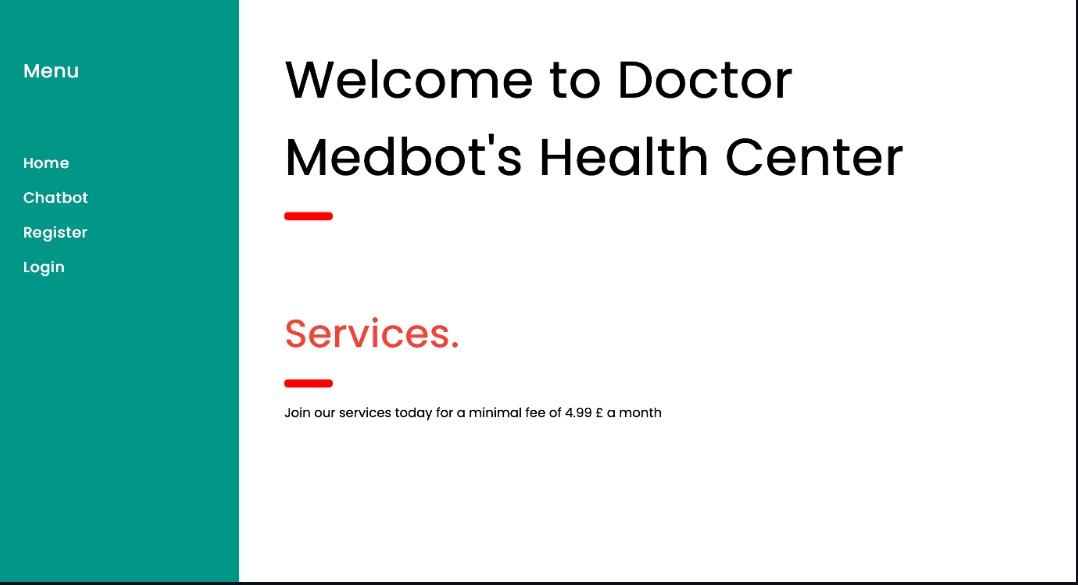 Menu
Home
Chatbot
Register
Login
Welcome to Doctor
Medbot's Health Center
Services.
Join our services today for a minimal fee of 4.99 £ a month